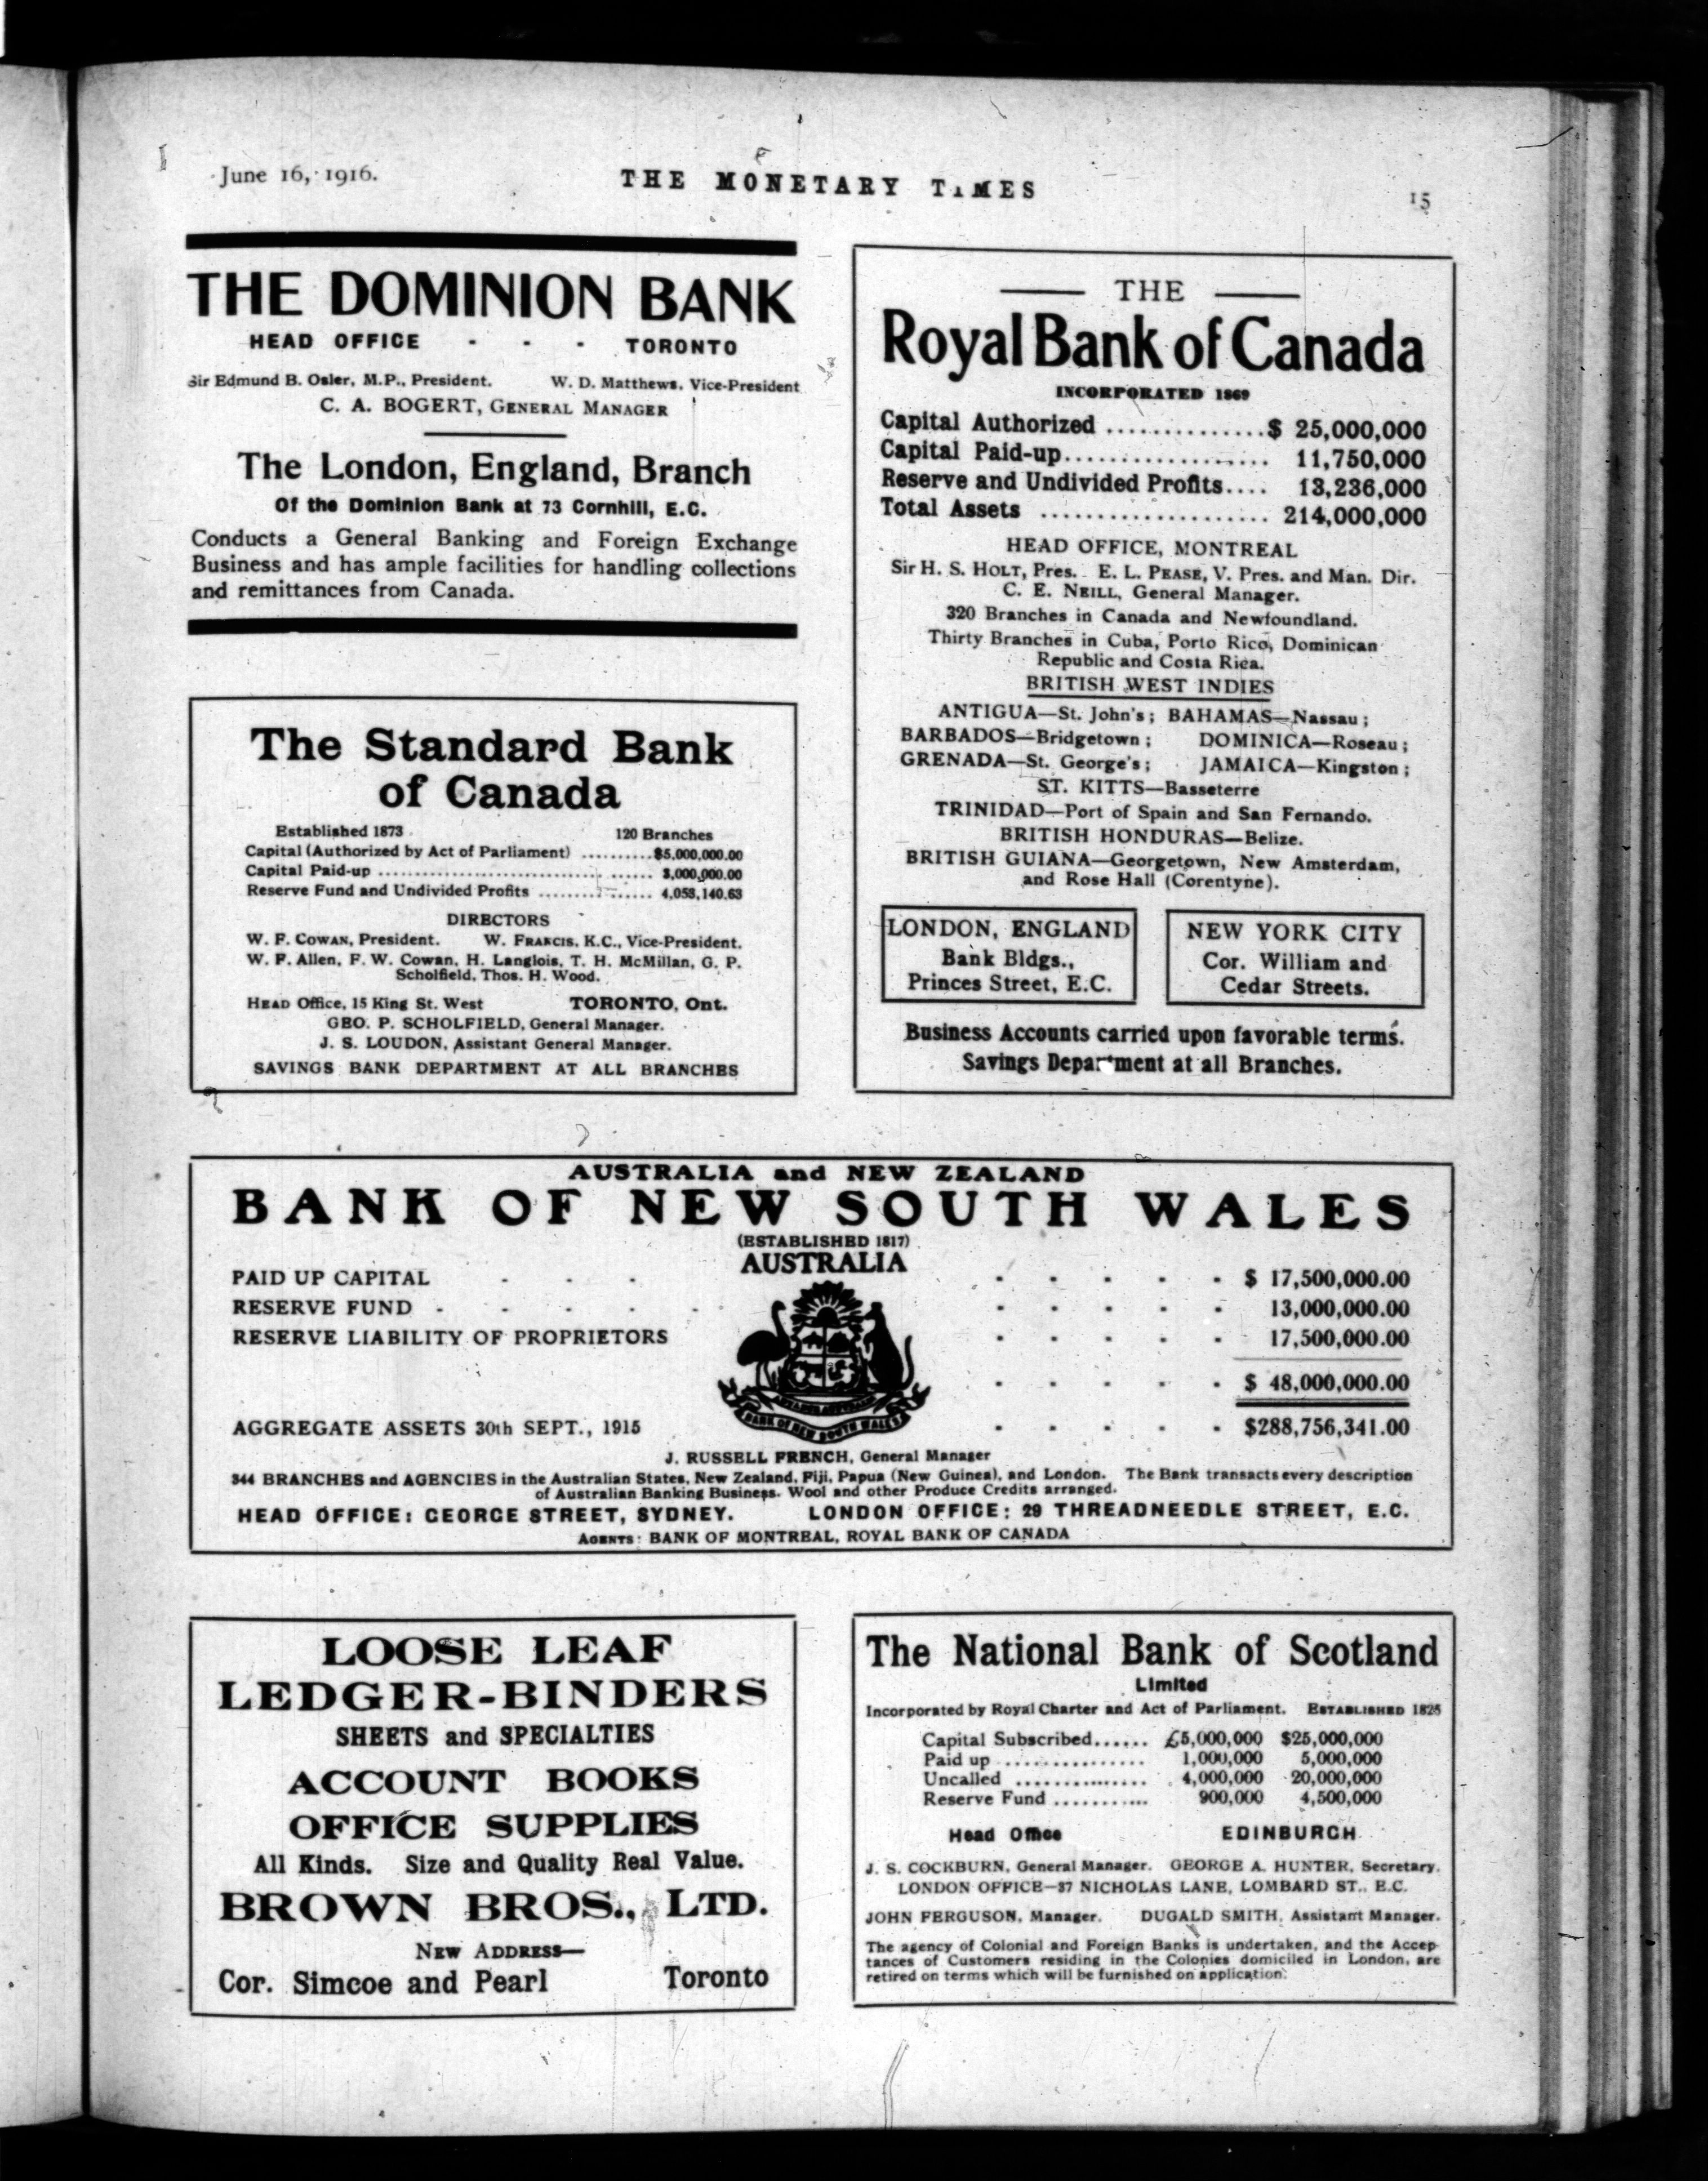 June 16, 1916.
THE MONETARY TIMES
15
THE DOMINION BANK
HEAD OFFICE - - - TORONTO
Sir Edmund B. Osler, M.P., President. W. D. Matthews, Vice-President
C. A. BOGERT, GENERAL MANAGER
The London, England, Branch
Of the Dominion Bank at 73 Cornhill, E.C.
Conducts a General Banking and Foreign Exchange
Business and has ample facilities for handling collections
and remittances from Canada.
The Standard Bank
of Canada
Established 1873 120 Branches
Capital (Authorized by Act of Parliament) ..........$5,000,000.00
Capital Paid-up ...................................... 3,000,000.00
Reserve Fund and Undivided Profits ................ 4,053,140.63
DIRECTORS
W. F. COWAN, President. W. FRANCIS, K.C., Vice-President.
W. F. Allen, F. W. Cowan, H. Langlois, T. H. McMillan, G. P.
Scholfield, Thos. H. Wood.
HEAD Office, 15 King St. West TORONTO, Ont.
GEO. P. SCHOLFIELD, General Manager.
J. S. LOUDON, Assistant General Manager.
SAVINGS BANK DEPARTMENT AT ALL BRANCHES
THE
Royal Bank of Canada
INCORPORATED 1869
Capital Authorized ..............$ 25,000,000
Capital Paid-up.................. 11,750,000
Reserve and Undivided Profits.... 13,236,000
Total Assets .................... 214,000,000
HEAD OFFICE, MONTREAL
Sir H. S. HOLT, Pres. E. L. PEASE, V. Pres. and Man. Dir.
C. E. NEILL, General Manager.
320 Branches in Canada and Newfoundland.
Thirty Branches in Cuba, Porto Rico, Dominican
Republic and Costa Rica.
BRITISH WEST INDIES
ANTIGUA—St. John's; BAHAMAS—Nassau;
BARBADOS—Bridgetown; DOMINICA—Roseau;
GRENADA—St. George's; JAMAICA—Kingston;
ST. KITTS—Basseterre
TRINIDAD—Port of Spain and San Fernando.
BRITISH HONDURAS—Belize.
BRITISH GUIANA—Georgetown, New Amsterdam,
and Rose Hall (Corentyne).
LONDON, ENGLAND
Bank Bldgs.,
Princes Street, E.C.
NEW YORK CITY
Cor. William and
Cedar Streets.
Business Accounts carried upon favorable terms.
Savings Department at all Branches.
AUSTRALIA and NEW ZEALAND
BANK OF NEW SOUTH WALES
(ESTABLISHED 1817)
AUSTRALIA
PAID UP CAPITAL - - - - - - - - $ 17,500,000.00
RESERVE FUND - - - - - - - - - - 13,000,000.00
RESERVE LIABILITY OF PROPRIETORS - - - - - 17,500,000.00
- - - - - $ 48,000,000.00
AGGREGATE ASSETS 30th SEPT., 1915 - - - - - $288,756,341.00
BANK OF NEW SOUTH WALES
J. RUSSELL FRENCH, General Manager
344 BRANCHES and AGENCIES in the Australian States, New Zealand, Fiji, Papua (New Guinea), and London. The Bank transacts every description
of Australian Banking Business. Wool and other Produce Credits arranged.
HEAD OFFICE: GEORGE STREET, SYDNEY. LONDON OFFICE: 29 THREADNEEDLE STREET, E.C.
AGENTS: BANK OF MONTREAL, ROYAL BANK OF CANADA
LOOSE LEAF
LEDGER-BINDERS
SHEETS and SPECIALTIES
ACCOUNT BOOKS
OFFICE SUPPLIES
All Kinds. Size and Quality Real Value.
BROWN BROS., LTD.
NEW ADDRESS—
Cor. Simcoe and Pearl Toronto
The National Bank of Scotland
Limited
Incorporated by Royal Charter and Act of Parliament. ESTABLISHED 1825
Capital Subscribed...... £5,000,000 $25,000,000
Paid up ............... 1,000,000 5,000,000
Uncalled .............. 4,000,000 20,000,000
Reserve Fund ........... 900,000 4,500,000
Head Office EDINBURGH
J. S. COCKBURN, General Manager. GEORGE A. HUNTER, Secretary.
LONDON OFFICE—37 NICHOLAS LANE, LOMBARD ST., E.C.
JOHN FERGUSON, Manager. DUGALD SMITH, Assistant Manager.
The agency of Colonial and Foreign Banks is undertaken, and the Accep-
tances of Customers residing in the Colonies domiciled in London, are
retired on terms which will be furnished on application.